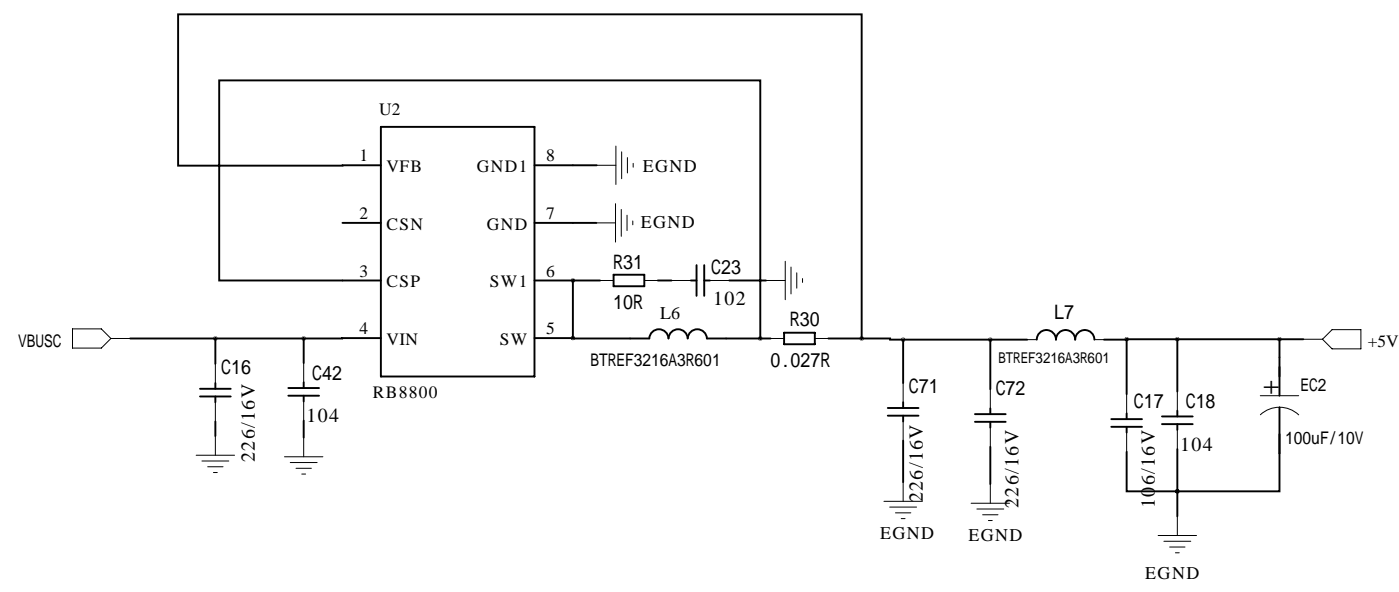 U2
1 VFB GND1 8 EGND
2 CSN GND 7 EGND
3 CSP SW1 6
R31
10R
C23
102
VBUSC
4 VIN SW 5
L6
BTREF3216A3R601
R30
0.027R
L7
BTREF3216A3R601
+5V
RB8800
C16
226/16V
C42
104
C71
226/16V
EGND
C72
226/16V
EGND
C17
106/16V
C18
104
EC2
+
100uF/10V
EGND